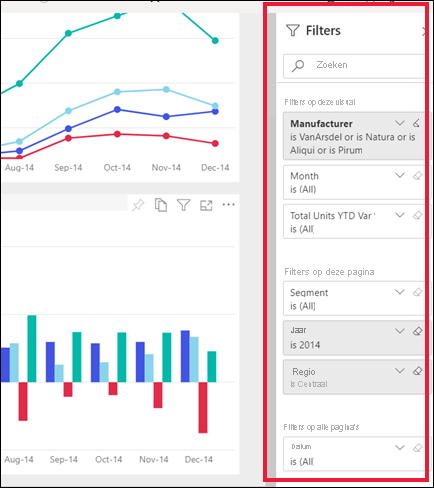 Filters
Zoeken
Filters op deze visual
Manufacturer
is VanArsdel or is Natura or is
Aliqui or is Pirum
Month
is (All)
Total Units YTD Var
is (All)
Filters op deze pagina
Segment
is (All)
Jaar
is 2014
Regio
is Centraal
Filters op alle pagina's
Datum
is (All)
Aug-14 Sep-14 Oct-14 Nov-14 Dec-14
Aug-14 Sep-14 Oct-14 Nov-14 Dec-14